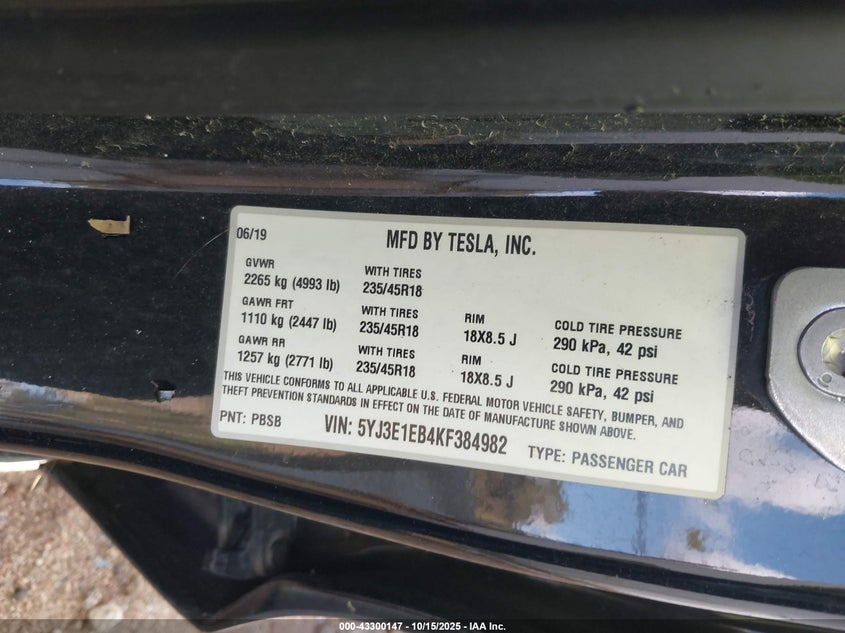 06/19 MFD BY TESLA, INC.
GVWR
2265 kg (4993 lb) WITH TIRES 235/45R18
GAWR FRT
1110 kg (2447 lb) WITH TIRES 235/45R18 RIM 18X8.5 J COLD TIRE PRESSURE 290 kPa, 42 psi
GAWR RR
1257 kg (2771 lb) WITH TIRES 235/45R18 RIM 18X8.5 J COLD TIRE PRESSURE 290 kPa, 42 psi
THIS VEHICLE CONFORMS TO ALL APPLICABLE U.S. FEDERAL MOTOR VEHICLE SAFETY, BUMPER, AND
THEFT PREVENTION STANDARDS IN EFFECT ON THE DATE OF MANUFACTURE SHOWN ABOVE.
PNT: PBSB VIN: 5YJ3E1EB4KF384982 TYPE: PASSENGER CAR
000-43300147 - 10/15/2025 - IAA Inc.